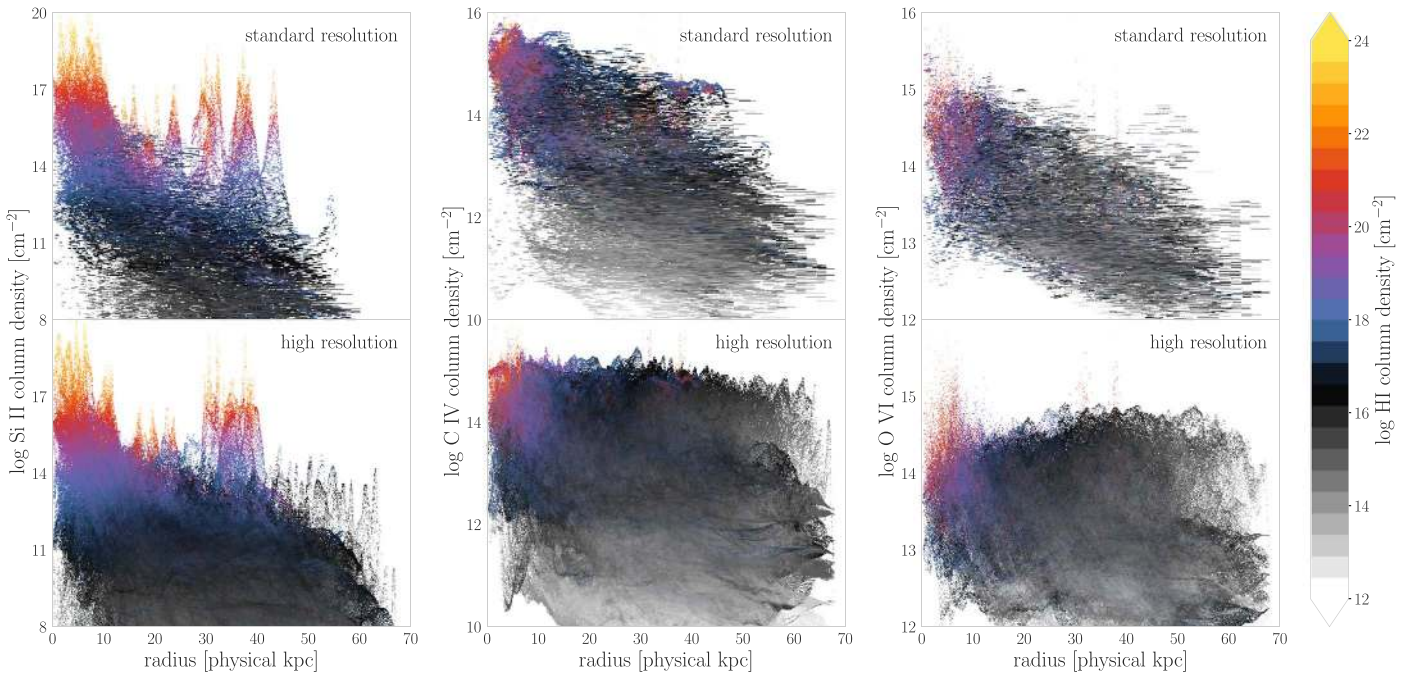 20
17
14
11
8
standard resolution
16
14
12
10
standard resolution
16
15
14
13
12
standard resolution
17
14
11
8
high resolution
14
12
10
high resolution
15
14
13
12
high resolution
log Si II column density [cm⁻²]
log C IV column density [cm⁻²]
log O VI column density [cm⁻²]
0 10 20 30 40 50 60 70
radius [physical kpc]
0 10 20 30 40 50 60 70
radius [physical kpc]
0 10 20 30 40 50 60 70
radius [physical kpc]
24
22
20
18
16
14
12
log HI column density [cm⁻²]